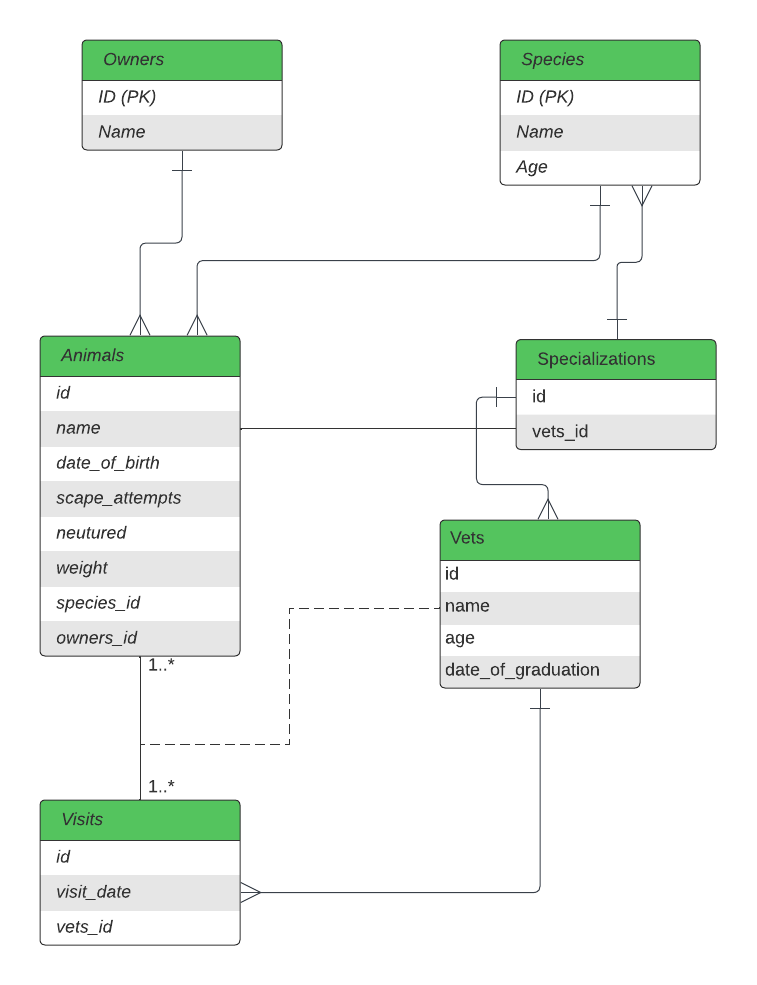 Owners
ID (PK)
Name
Species
ID (PK)
Name
Age
Animals
id
name
date_of_birth
scape_attempts
neutured
weight
species_id
owners_id
Specializations
id
vets_id
Vets
id
name
age
date_of_graduation
1..*
1..*
Visits
id
visit_date
vets_id